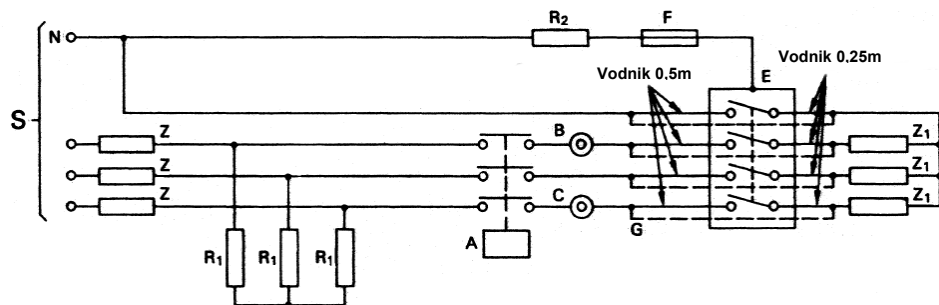 R₂
F
N
Vodnik 0,5m
E
Vodnik 0,25m
S
Z
B
Z₁
Z
Z₁
Z
C
Z₁
G
A
R₁
R₁
R₁